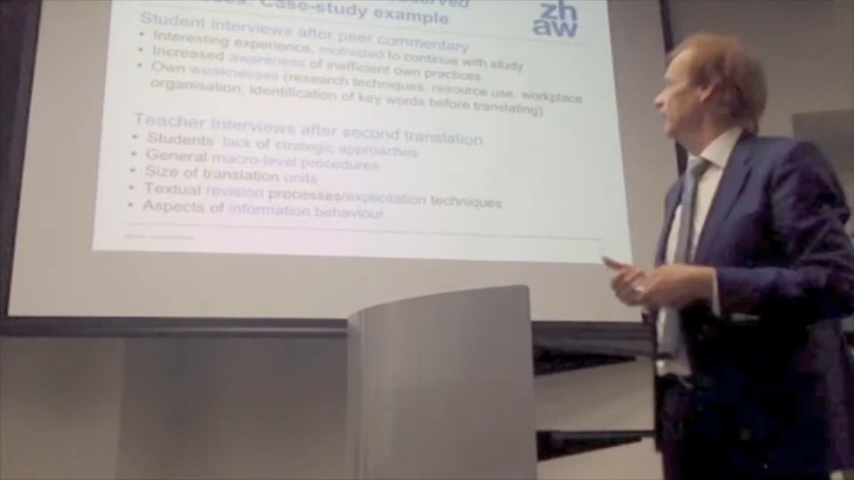 observed
Case-study example
zh
aw
Student interviews after peer commentary
• Interesting experience, motivated to continue with study
• Increased awareness of inefficient own practices
• Own weaknesses (research techniques, resource use, workplace
organisation, identification of key words before translating)
Teacher interviews after second translation
• Students' lack of strategic approaches
• General macro-level procedures
• Size of translation units
• Textual revision processes/explicitation techniques
• Aspects of information behaviour